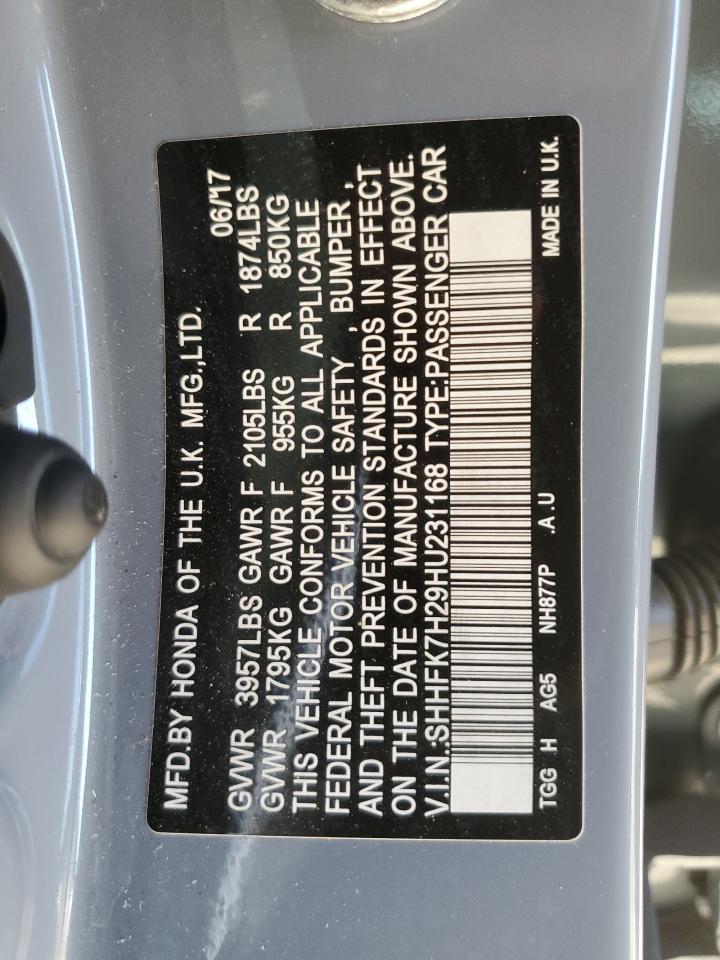 MFD.BY HONDA OF THE U.K. MFG.,LTD.
06/17
GVWR 3957LBS GAWR F 2105LBS R 1874LBS
GVWR 1795KG GAWR F 955KG R 850KG
THIS VEHICLE CONFORMS TO ALL APPLICABLE
FEDERAL MOTOR VEHICLE SAFETY , BUMPER ,
AND THEFT PREVENTION STANDARDS IN EFFECT
ON THE DATE OF MANUFACTURE SHOWN ABOVE.
V.I.N.:SHHFK7H29HU231168 TYPE:PASSENGER CAR
TGG H AG5 NH877P .A .U MADE IN U.K.